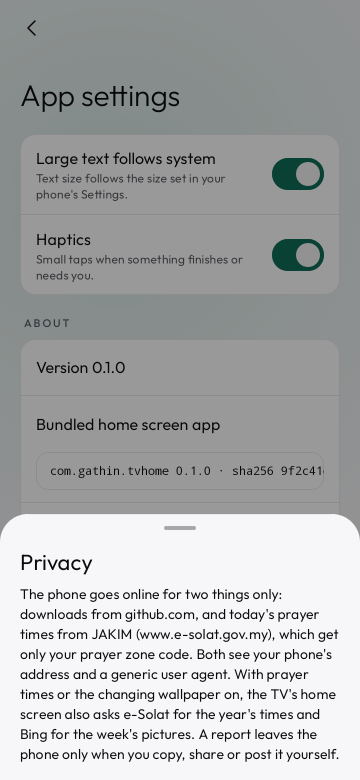 App settings
Large text follows system
Text size follows the size set in your
phone's Settings.
Haptics
Small taps when something finishes or
needs you.
ABOUT
Version 0.1.0
Bundled home screen app
com.gathin.tvhome 0.1.0 · sha256 9f2c41
Privacy
The phone goes online for two things only:
downloads from github.com, and today's prayer
times from JAKIM (www.e-solat.gov.my), which get
only your prayer zone code. Both see your phone's
address and a generic user agent. With prayer
times or the changing wallpaper on, the TV's home
screen also asks e-Solat for the year's times and
Bing for the week's pictures. A report leaves the
phone only when you copy, share or post it yourself.